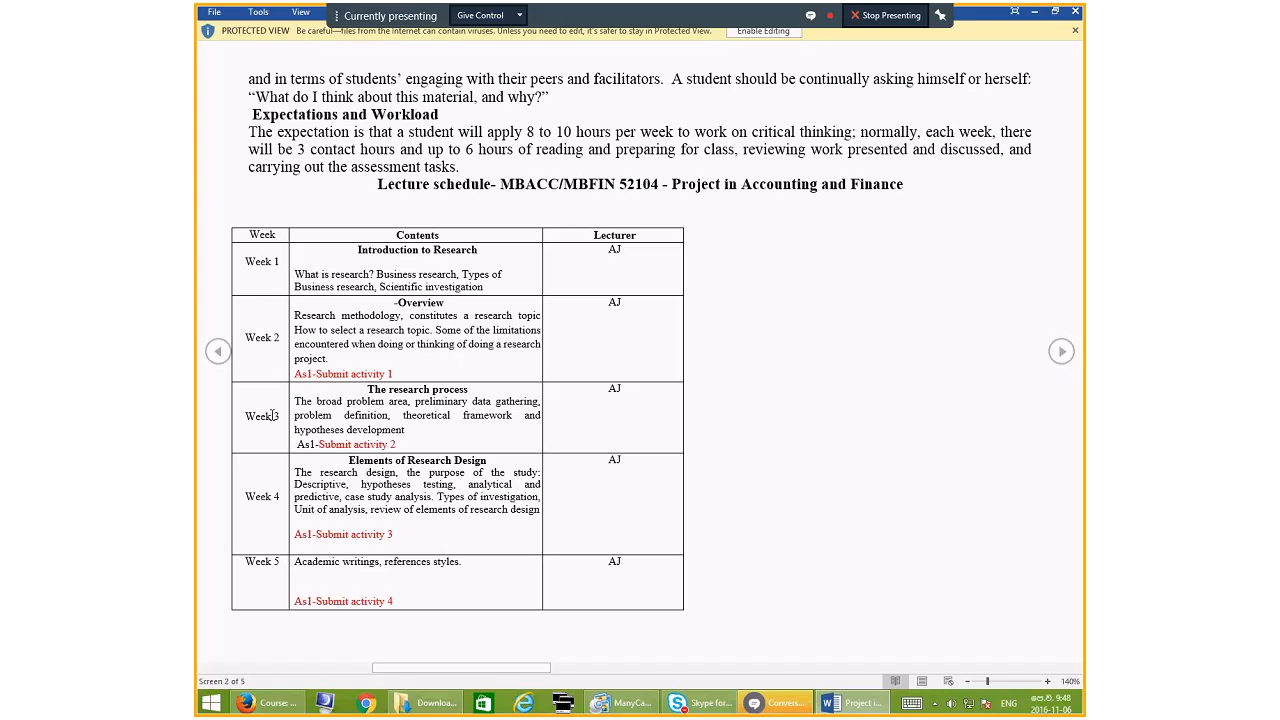 File Tools View
Currently presenting Give Control Stop Presenting
PROTECTED VIEW Be careful—files from the Internet can contain viruses. Unless you need to edit, it's safer to stay in Protected View. Enable Editing
and in terms of students' engaging with their peers and facilitators. A student should be continually asking himself or herself:
"What do I think about this material, and why?"
Expectations and Workload
The expectation is that a student will apply 8 to 10 hours per week to work on critical thinking; normally, each week, there
will be 3 contact hours and up to 6 hours of reading and preparing for class, reviewing work presented and discussed, and
carrying out the assessment tasks.
Lecture schedule- MBACC/MBFIN 52104 - Project in Accounting and Finance
Week Contents Lecturer
Week 1
Introduction to Research
What is research? Business research, Types of
Business research, Scientific investigation
AJ
Week 2
-Overview
Research methodology, constitutes a research topic
How to select a research topic. Some of the limitations
encountered when doing or thinking of doing a research
project.
As1-Submit activity 1
AJ
Week 3
The research process
The broad problem area, preliminary data gathering,
problem definition, theoretical framework and
hypotheses development
As1-Submit activity 2
AJ
Week 4
Elements of Research Design
The research design, the purpose of the study:
Descriptive, hypotheses testing, analytical and
predictive, case study analysis. Types of investigation,
Unit of analysis, review of elements of research design
As1-Submit activity 3
AJ
Week 5
Academic writings, references styles.
As1-Submit activity 4
AJ
Screen 2 of 5
140%
Course: ... Downloa... ManyCa... Skype for... Convers... Project i... ENG
පෙ.ව. 9:48
2016-11-06